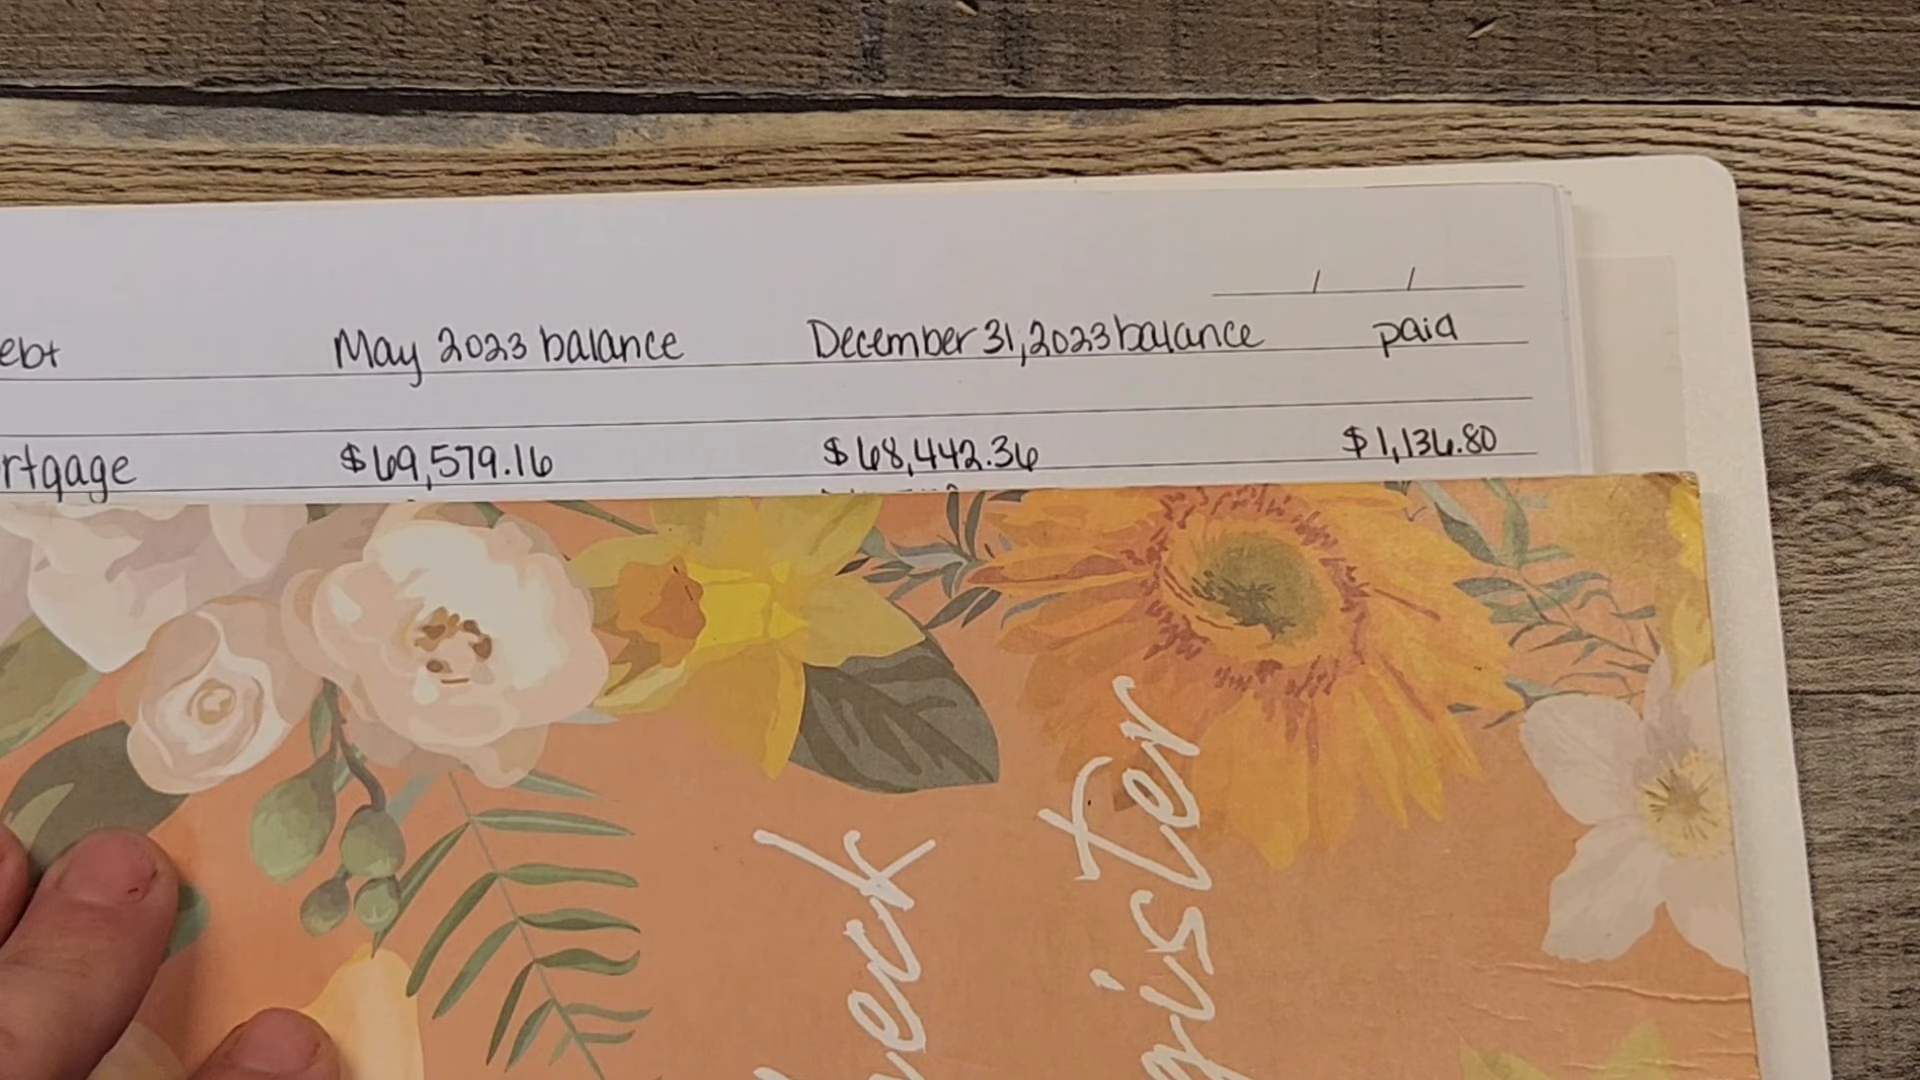 / /
ebt May 2023 balance December 31, 2023 balance paid
rtgage $69,579.16 $68,442.36 $1,136.80
heck
gister